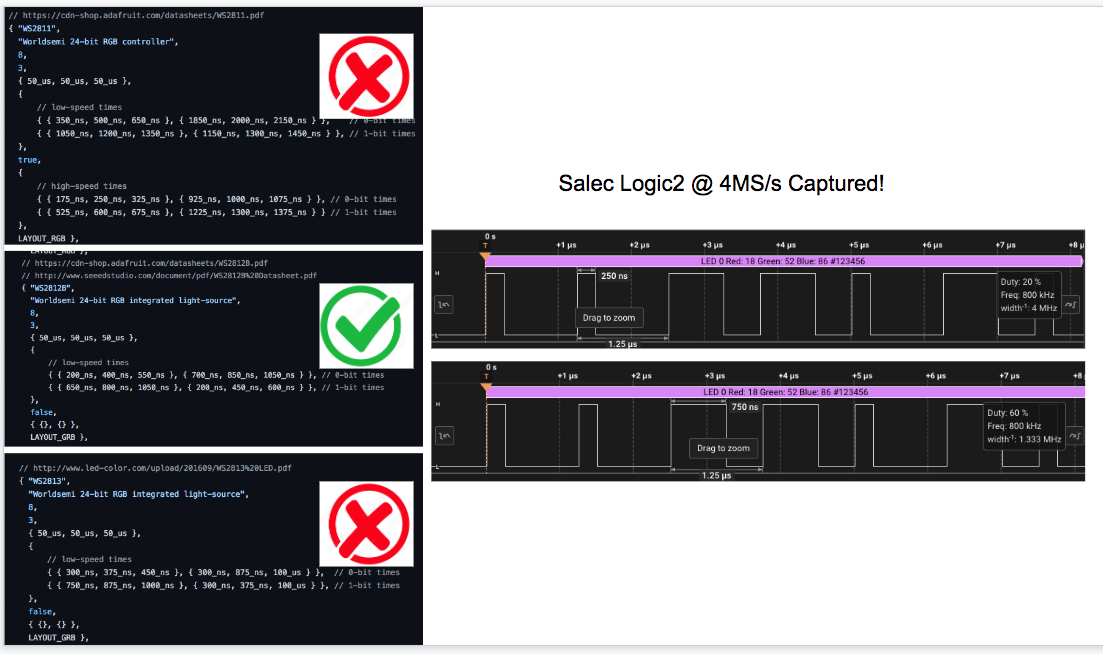 // https://cdn-shop.adafruit.com/datasheets/WS2811.pdf
{ "WS2811",
"Worldsemi 24-bit RGB controller",
8,
3,
{ 50_us, 50_us, 50_us },
{
// low-speed times
{ { 350_ns, 500_ns, 650_ns }, { 1850_ns, 2000_ns, 2150_ns } }, // 0-bit times
{ { 1050_ns, 1200_ns, 1350_ns }, { 1150_ns, 1300_ns, 1450_ns } }, // 1-bit times
},
true,
{
// high-speed times
{ { 175_ns, 250_ns, 325_ns }, { 925_ns, 1000_ns, 1075_ns } }, // 0-bit times
{ { 525_ns, 600_ns, 675_ns }, { 1225_ns, 1300_ns, 1375_ns } } // 1-bit times
},
LAYOUT_RGB },
LAYOUT_RGB },
// https://cdn-shop.adafruit.com/datasheets/WS2812B.pdf
// http://www.seeedstudio.com/document/pdf/WS2812B%20Datasheet.pdf
{ "WS2812B",
"Worldsemi 24-bit RGB integrated light-source",
8,
3,
{ 50_us, 50_us, 50_us },
{
// low-speed times
{ { 200_ns, 400_ns, 550_ns }, { 700_ns, 850_ns, 1050_ns } }, // 0-bit times
{ { 650_ns, 800_ns, 1050_ns }, { 200_ns, 450_ns, 600_ns } }, // 1-bit times
},
false,
{ {}, {} },
LAYOUT_GRB },
// http://www.led-color.com/upload/201609/WS2813%20LED.pdf
{ "WS2813",
"Worldsemi 24-bit RGB integrated light-source",
8,
3,
{ 50_us, 50_us, 50_us },
{
// low-speed times
{ { 300_ns, 375_ns, 450_ns }, { 300_ns, 875_ns, 100_us } }, // 0-bit times
{ { 750_ns, 875_ns, 1000_ns }, { 300_ns, 375_ns, 100_us } }, // 1-bit times
},
false,
{ {}, {} },
LAYOUT_GRB },
Salec Logic2 @ 4MS/s Captured!
0 s
T
+1 µs +2 µs +3 µs +4 µs +5 µs +6 µs +7 µs +8 µ
LED 0 Red: 18 Green: 52 Blue: 86 #123456
H
250 ns
Duty: 20 %
Freq: 800 kHz
width⁻¹: 4 MHz
Drag to zoom
L
1.25 µs
0 s
T
+1 µs +2 µs +3 µs +4 µs +5 µs +6 µs +7 µs +8
LED 0 Red: 18 Green: 52 Blue: 86 #123456
H
750 ns
Duty: 60 %
Freq: 800 kHz
width⁻¹: 1.333 MHz
Drag to zoom
L
1.25 µs